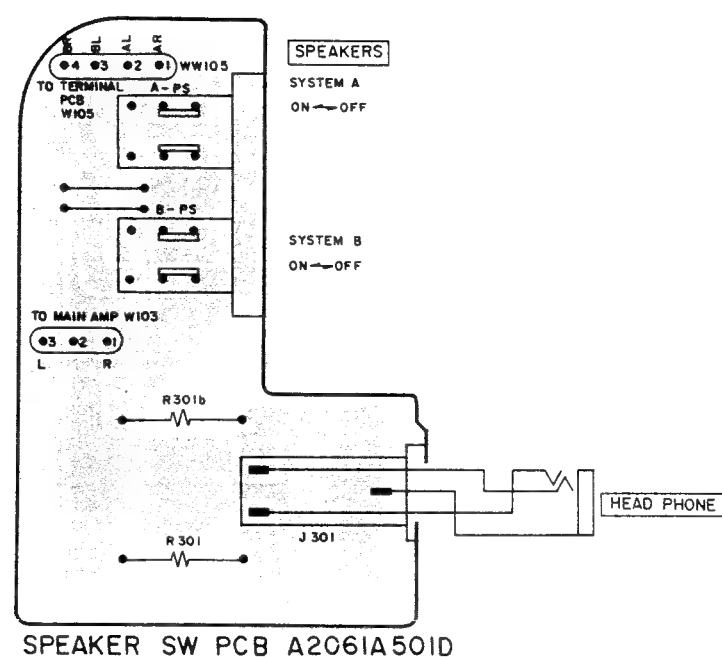 BR BL AL AR
4 3 2 1 WW105
SPEAKERS
TO TERMINAL
PCB
W105
A-PS
SYSTEM A
ON OFF
B-PS
SYSTEM B
ON OFF
TO MAIN AMP W103
3 2 1
L R
R301b
HEAD PHONE
J301
R301
SPEAKER SW PCB A2061A501D